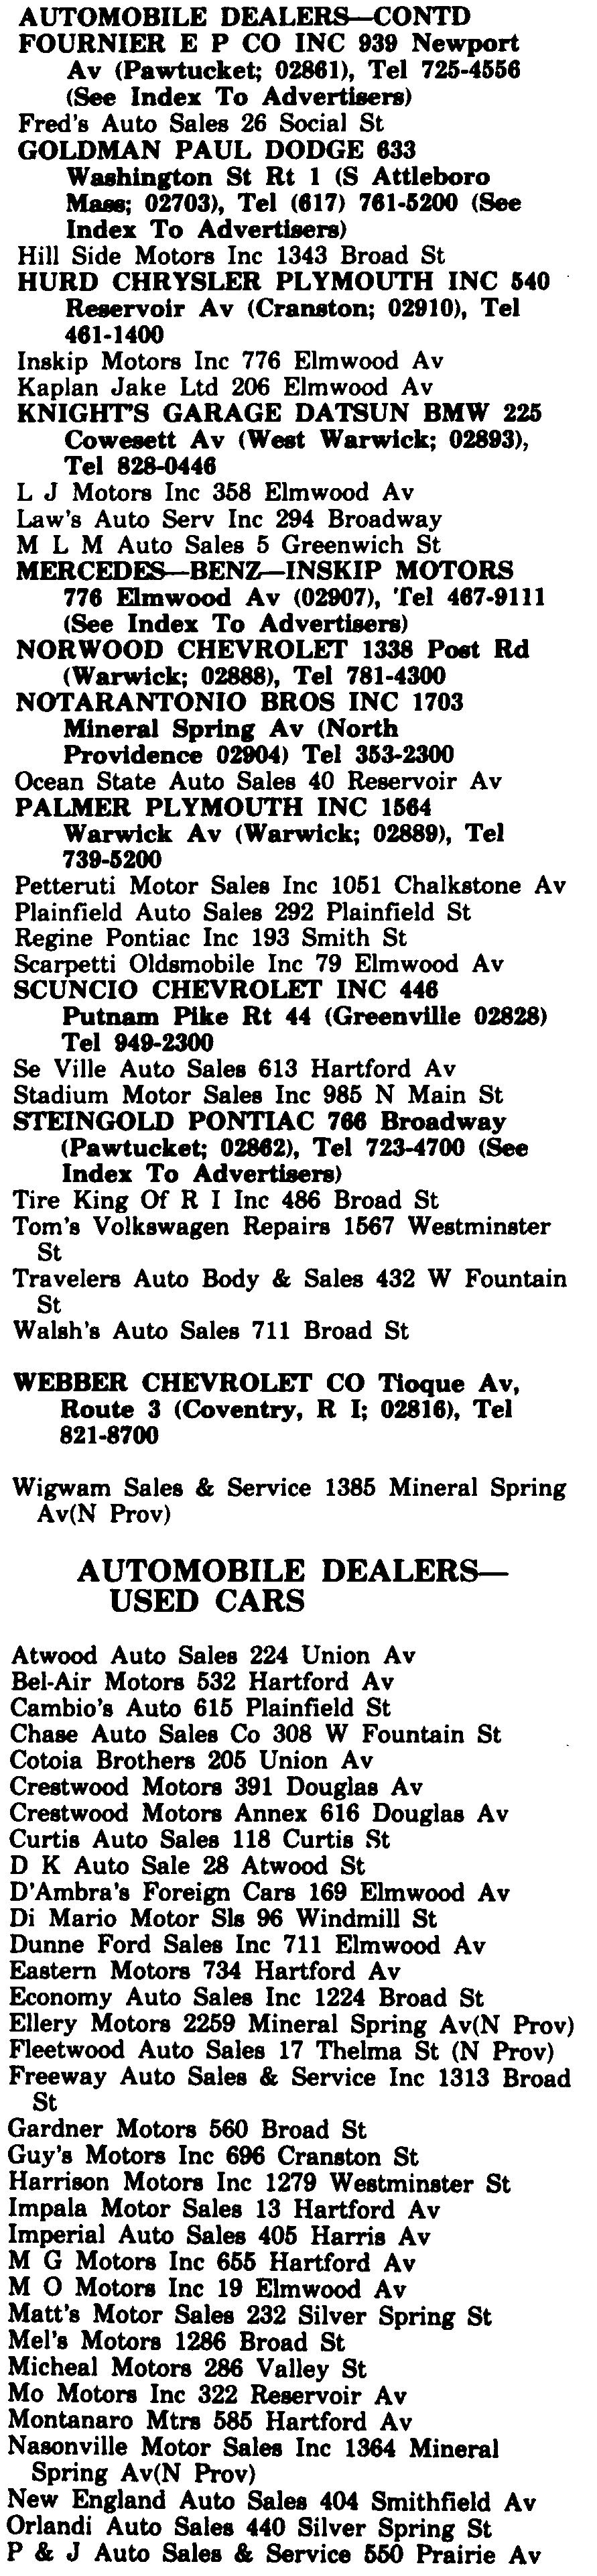 AUTOMOBILE DEALERS—CONTD
FOURNIER E P CO INC 939 Newport
Av (Pawtucket; 02861), Tel 725-4556
(See Index To Advertisers)
Fred's Auto Sales 26 Social St
GOLDMAN PAUL DODGE 633
Washington St Rt 1 (S Attleboro
Mass; 02703), Tel (617) 761-5200 (See
Index To Advertisers)
Hill Side Motors Inc 1343 Broad St
HURD CHRYSLER PLYMOUTH INC 540
Reservoir Av (Cranston; 02910), Tel
461-1400
Inskip Motors Inc 776 Elmwood Av
Kaplan Jake Ltd 206 Elmwood Av
KNIGHT'S GARAGE DATSUN BMW 225
Cowesett Av (West Warwick; 02893),
Tel 828-0446
L J Motors Inc 358 Elmwood Av
Law's Auto Serv Inc 294 Broadway
M L M Auto Sales 5 Greenwich St
MERCEDES—BENZ—INSKIP MOTORS
776 Elmwood Av (02907), Tel 467-9111
(See Index To Advertisers)
NORWOOD CHEVROLET 1338 Post Rd
(Warwick; 02888), Tel 781-4300
NOTARANTONIO BROS INC 1703
Mineral Spring Av (North
Providence 02904) Tel 353-2300
Ocean State Auto Sales 40 Reservoir Av
PALMER PLYMOUTH INC 1564
Warwick Av (Warwick; 02889), Tel
739-5200
Petteruti Motor Sales Inc 1051 Chalkstone Av
Plainfield Auto Sales 292 Plainfield St
Regine Pontiac Inc 193 Smith St
Scarpetti Oldsmobile Inc 79 Elmwood Av
SCUNCIO CHEVROLET INC 446
Putnam Pike Rt 44 (Greenville 02828)
Tel 949-2300
Se Ville Auto Sales 613 Hartford Av
Stadium Motor Sales Inc 985 N Main St
STEINGOLD PONTIAC 766 Broadway
(Pawtucket; 02862), Tel 723-4700 (See
Index To Advertisers)
Tire King Of R I Inc 486 Broad St
Tom's Volkswagen Repairs 1567 Westminster
St
Travelers Auto Body & Sales 432 W Fountain
St
Walsh's Auto Sales 711 Broad St
WEBBER CHEVROLET CO Tioque Av,
Route 3 (Coventry, R I; 02816), Tel
821-8700
Wigwam Sales & Service 1385 Mineral Spring
Av(N Prov)
AUTOMOBILE DEALERS—
USED CARS
Atwood Auto Sales 224 Union Av
Bel-Air Motors 532 Hartford Av
Cambio's Auto 615 Plainfield St
Chase Auto Sales Co 308 W Fountain St
Cotoia Brothers 205 Union Av
Crestwood Motors 391 Douglas Av
Crestwood Motors Annex 616 Douglas Av
Curtis Auto Sales 118 Curtis St
D K Auto Sale 28 Atwood St
D'Ambra's Foreign Cars 169 Elmwood Av
Di Mario Motor Sls 96 Windmill St
Dunne Ford Sales Inc 711 Elmwood Av
Eastern Motors 734 Hartford Av
Economy Auto Sales Inc 1224 Broad St
Ellery Motors 2259 Mineral Spring Av(N Prov)
Fleetwood Auto Sales 17 Thelma St (N Prov)
Freeway Auto Sales & Service Inc 1313 Broad
St
Gardner Motors 560 Broad St
Guy's Motors Inc 696 Cranston St
Harrison Motors Inc 1279 Westminster St
Impala Motor Sales 13 Hartford Av
Imperial Auto Sales 405 Harris Av
M G Motors Inc 655 Hartford Av
M O Motors Inc 19 Elmwood Av
Matt's Motor Sales 232 Silver Spring St
Mel's Motors 1286 Broad St
Micheal Motors 286 Valley St
Mo Motors Inc 322 Reservoir Av
Montanaro Mtrs 585 Hartford Av
Nasonville Motor Sales Inc 1364 Mineral
Spring Av(N Prov)
New England Auto Sales 404 Smithfield Av
Orlandi Auto Sales 440 Silver Spring St
P & J Auto Sales & Service 550 Prairie Av